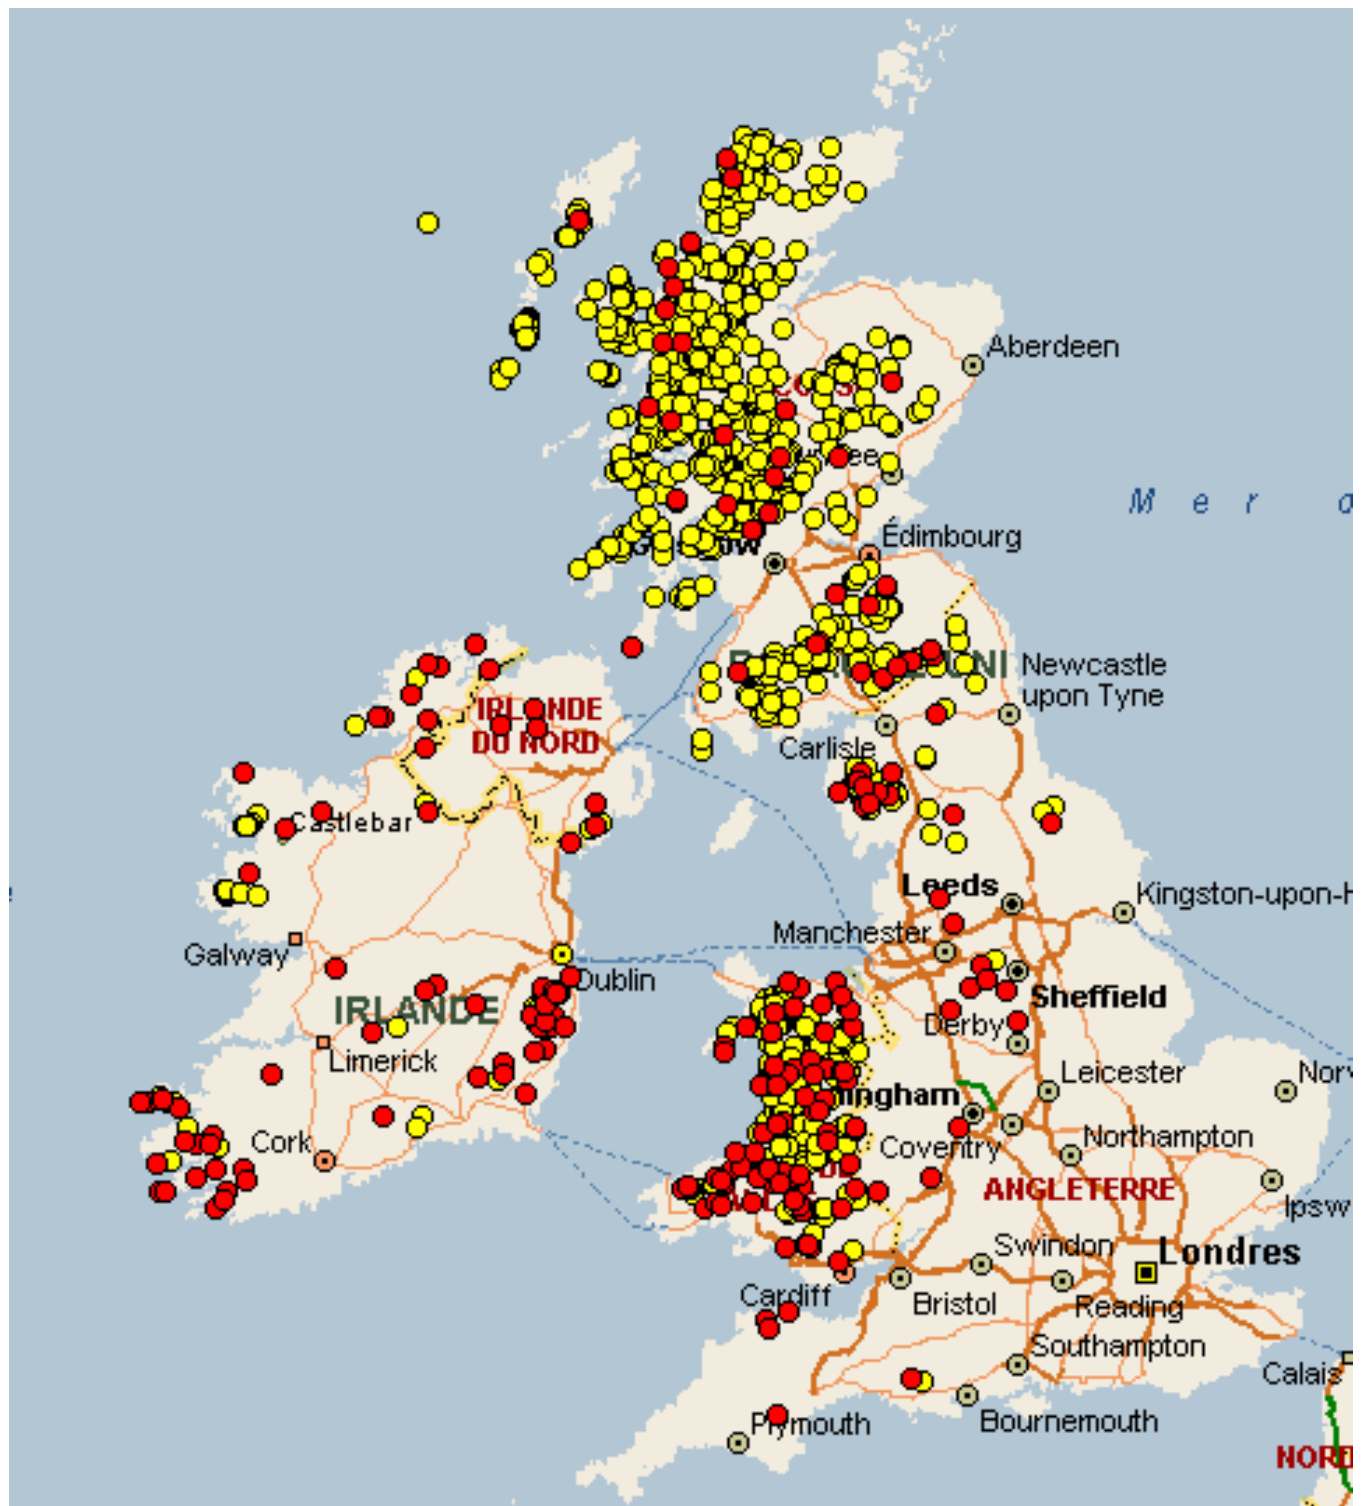 Aberdeen
M e r
Édimbourg
Newcastle
upon Tyne
IRLANDE
DU NORD
Carlisle
Castlebar
Leeds
Kingston-upon-H
Manchester
Galway
Dublin
Sheffield
IRLANDE
Derby
Limerick
Leicester
Norv
Coventry
Northampton
Cork
ANGLETERRE
Ipsw
Swindon
Londres
Cardiff
Bristol
Reading
Southampton
Calais
Plymouth
Bournemouth
NORD